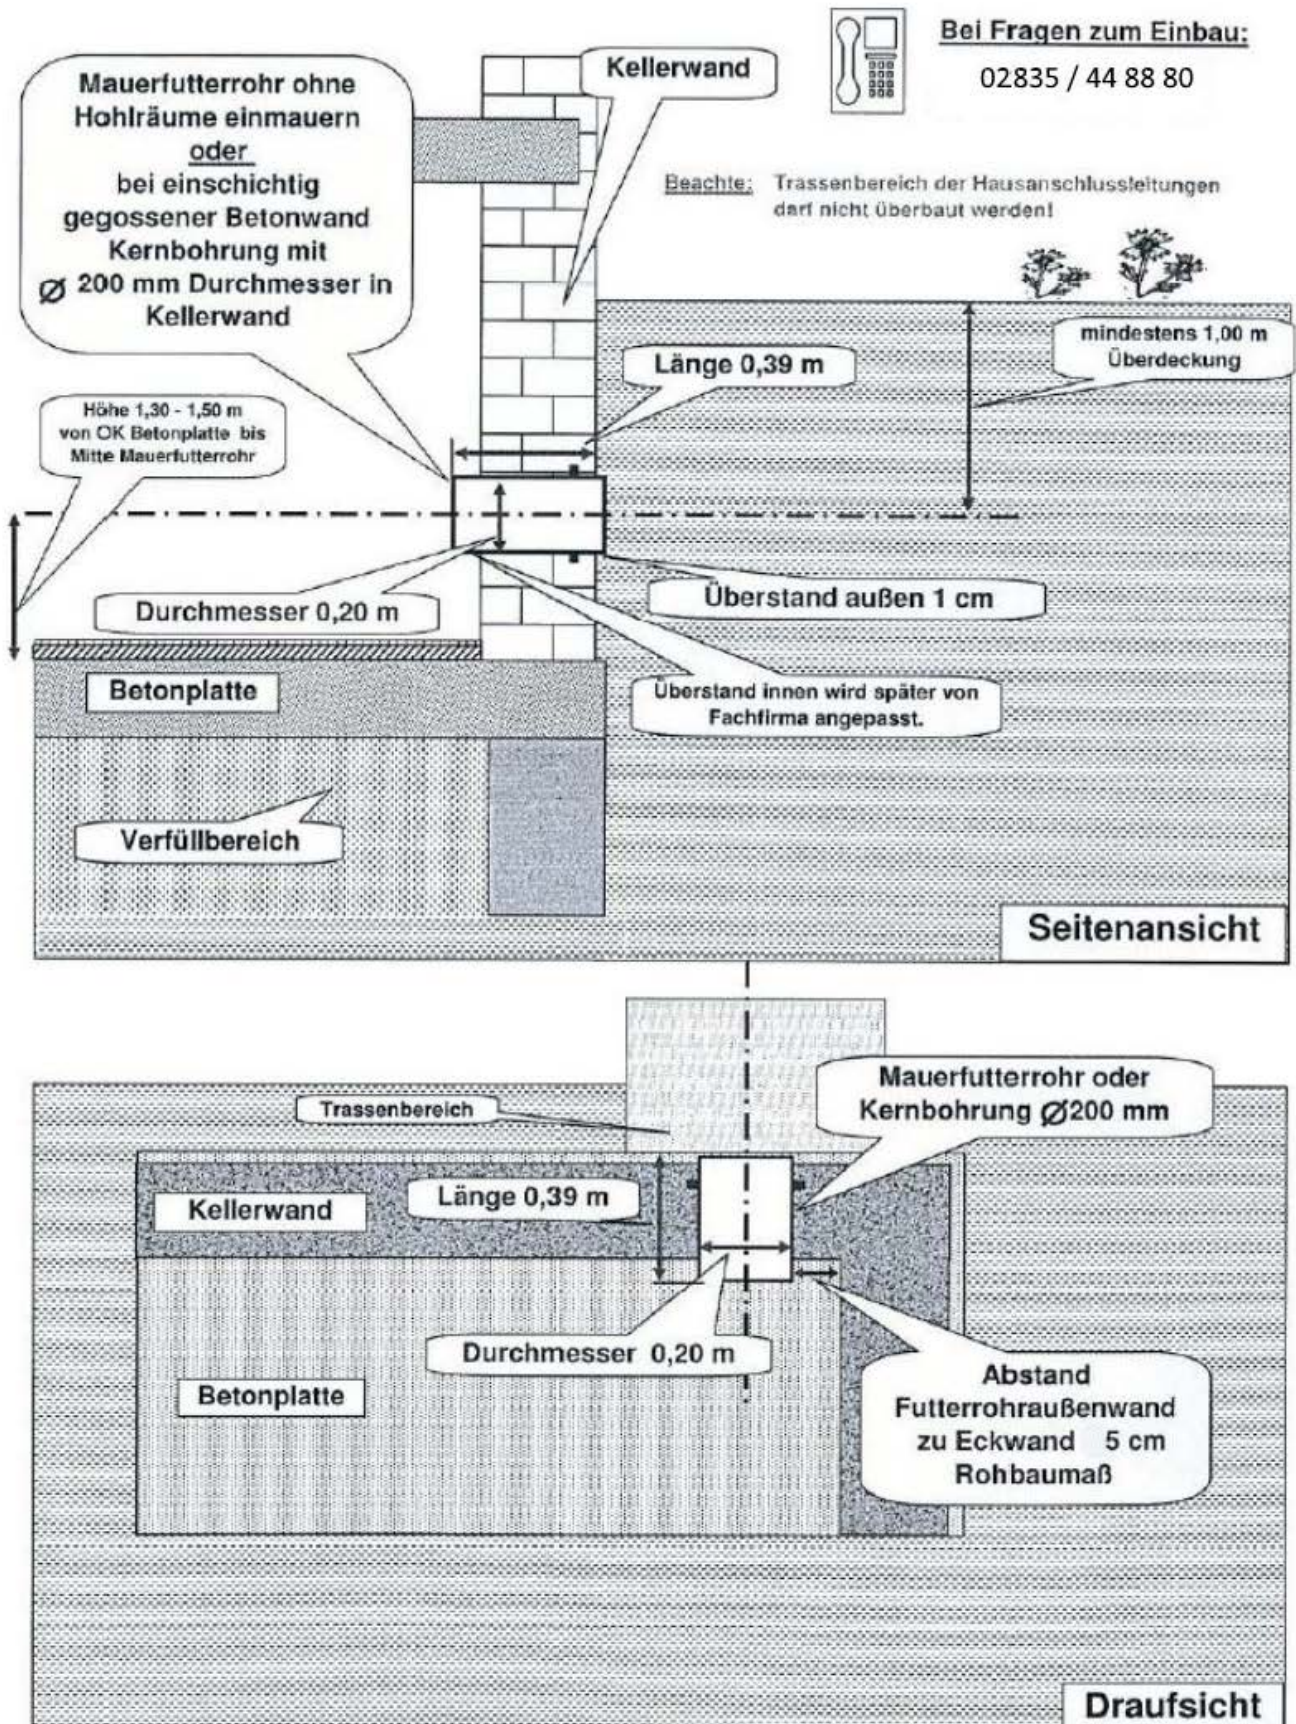 Bei Fragen zum Einbau:
02835 / 44 88 80
Mauerfutterrohr ohne
Hohlräume einmauern
oder
bei einschichtig
gegossener Betonwand
Kernbohrung mit
Ø 200 mm Durchmesser in
Kellerwand
Kellerwand
Beachte: Trassenbereich der Hausanschlussleitungen
darf nicht überbaut werden!
mindestens 1,00 m
Überdeckung
Länge 0,39 m
Höhe 1,30 - 1,50 m
von OK Betonplatte bis
Mitte Mauerfutterrohr
Durchmesser 0,20 m
Überstand außen 1 cm
Betonplatte
Überstand innen wird später von
Fachfirma angepasst.
Verfüllbereich
Seitenansicht
Mauerfutterrohr oder
Kernbohrung Ø200 mm
Trassenbereich
Kellerwand
Länge 0,39 m
Durchmesser 0,20 m
Betonplatte
Abstand
Futterrohraußenwand
zu Eckwand 5 cm
Rohbaumaß
Draufsicht